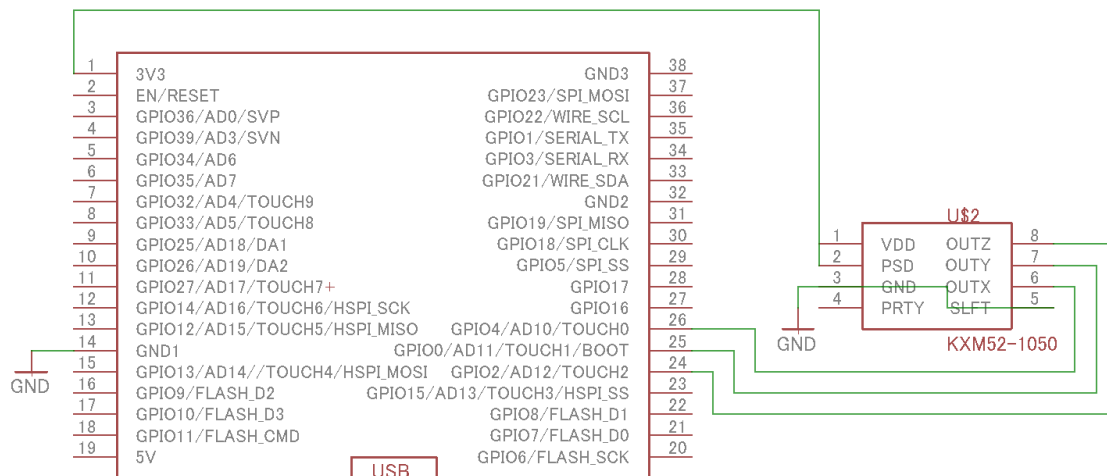 1 3V3 GND3 38
2 EN/RESET GPIO23/SPI_MOSI 37
3 GPIO36/AD0/SVP GPIO22/WIRE_SCL 36
4 GPIO39/AD3/SVN GPIO1/SERIAL_TX 35
5 GPIO34/AD6 GPIO3/SERIAL_RX 34
6 GPIO35/AD7 GPIO21/WIRE_SDA 33
7 GPIO32/AD4/TOUCH9 GND2 32
8 GPIO33/AD5/TOUCH8 GPIO19/SPI_MISO 31
9 GPIO25/AD18/DA1 GPIO18/SPI_CLK 30
10 GPIO26/AD19/DA2 GPIO5/SPI_SS 29
11 GPIO27/AD17/TOUCH7+ GPIO17 28
12 GPIO14/AD16/TOUCH6/HSPI_SCK GPIO16 27
13 GPIO12/AD15/TOUCH5/HSPI_MISO GPIO4/AD10/TOUCH0 26
14 GND1 GPIO0/AD11/TOUCH1/BOOT 25
15 GPIO13/AD14//TOUCH4/HSPI_MOSI GPIO2/AD12/TOUCH2 24
16 GPIO9/FLASH_D2 GPIO15/AD13/TOUCH3/HSPI_SS 23
17 GPIO10/FLASH_D3 GPIO8/FLASH_D1 22
18 GPIO11/FLASH_CMD GPIO7/FLASH_D0 21
19 5V GPIO6/FLASH_SCK 20
USB
GND
U$2
1 VDD OUTZ 8
2 PSD OUTY 7
3 GND OUTX 6
4 PRTY SLFT 5
GND
KXM52-1050